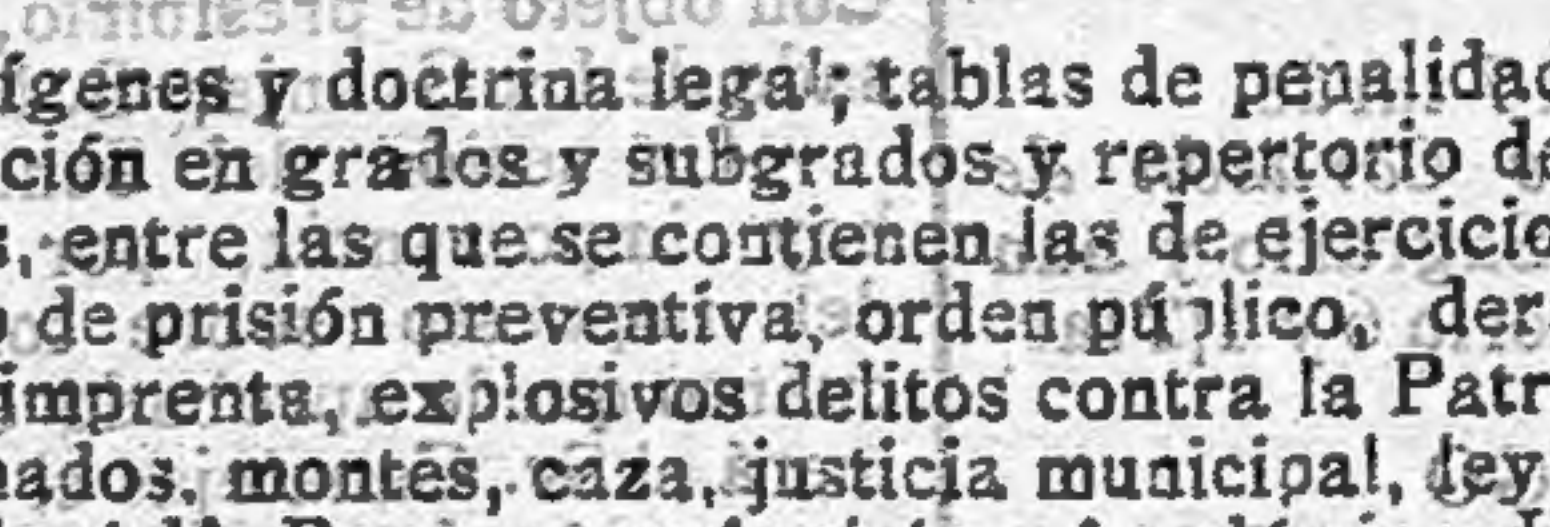 ígenes y doctrina legal; tablas de penalidad
ción en grados y subgrados y repertorio de
s, entre las que se contienen las de ejercicio
de prisión preventiva, orden público, der
imprenta, explosivos delitos contra la Patr
nados, montes, caza, justicia municipal, ley